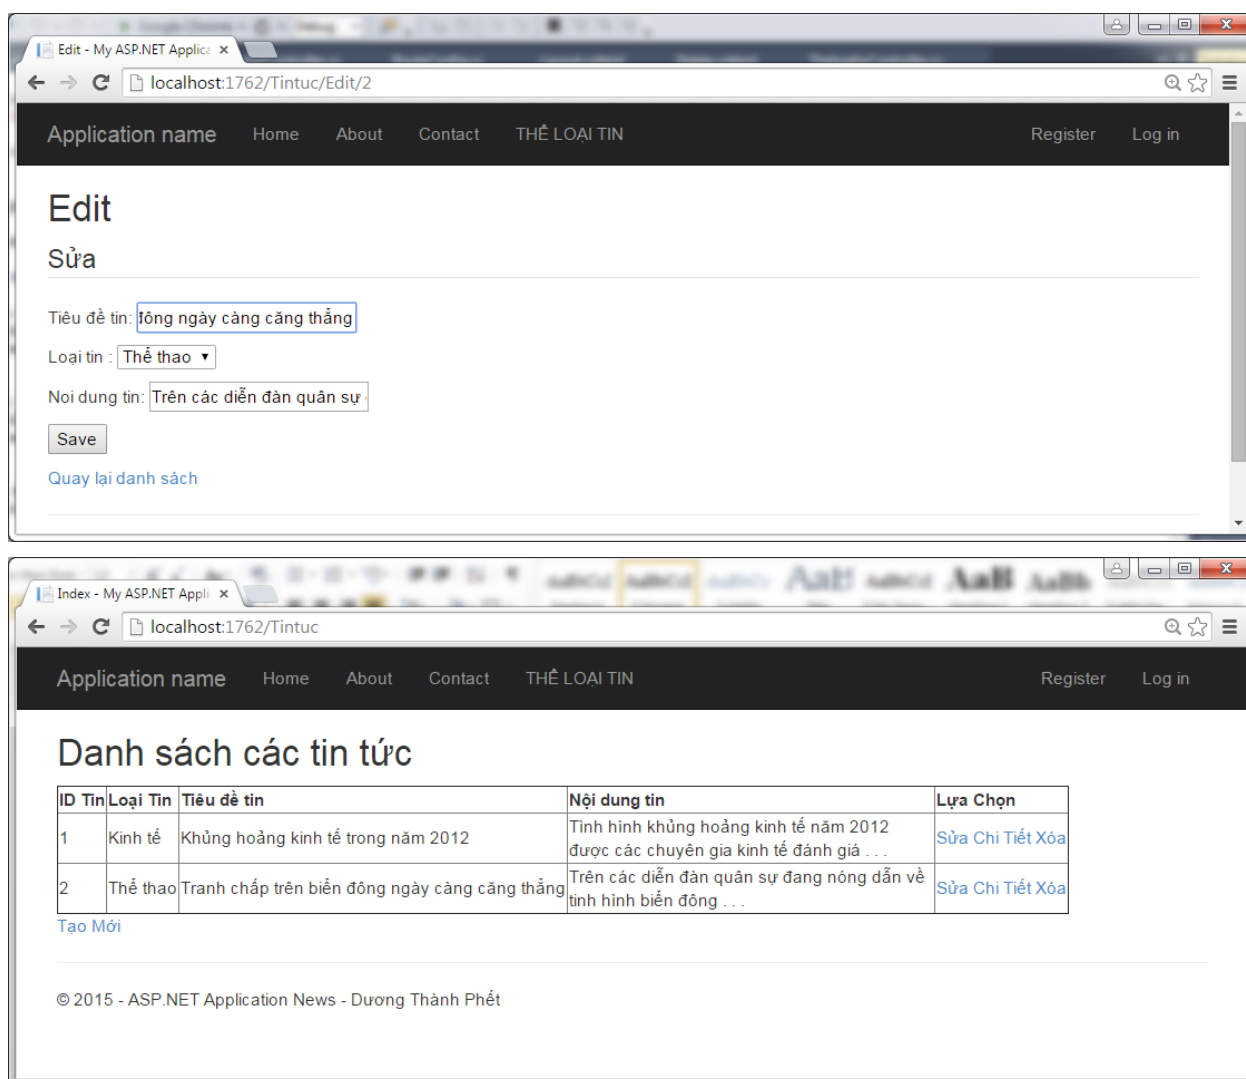 Edit - My ASP.NET Applica
localhost:1762/Tintuc/Edit/2
Application name Home About Contact THỂ LOẠI TIN Register Log in
Edit
Sửa
Tiêu đề tin: đông ngày càng căng thẳng
Loại tin : Thể thao
Noi dung tin: Trên các diễn đàn quân sự
Save
Quay lại danh sách
Index - My ASP.NET Appli
localhost:1762/Tintuc
Application name Home About Contact THỂ LOẠI TIN Register Log in
Danh sách các tin tức
ID Tin Loại Tin Tiêu đề tin Nội dung tin Lựa Chọn
1 Kinh tế Khủng hoảng kinh tế trong năm 2012 Tình hình khủng hoảng kinh tế năm 2012
được các chuyên gia kinh tế đánh giá . . . Sửa Chi Tiết Xóa
2 Thể thao Tranh chấp trên biển đông ngày càng căng thẳng Trên các diễn đàn quân sự đang nóng dẫn về
tinh hình biển đông . . . Sửa Chi Tiết Xóa
Tạo Mới
© 2015 - ASP.NET Application News - Dương Thành Phết